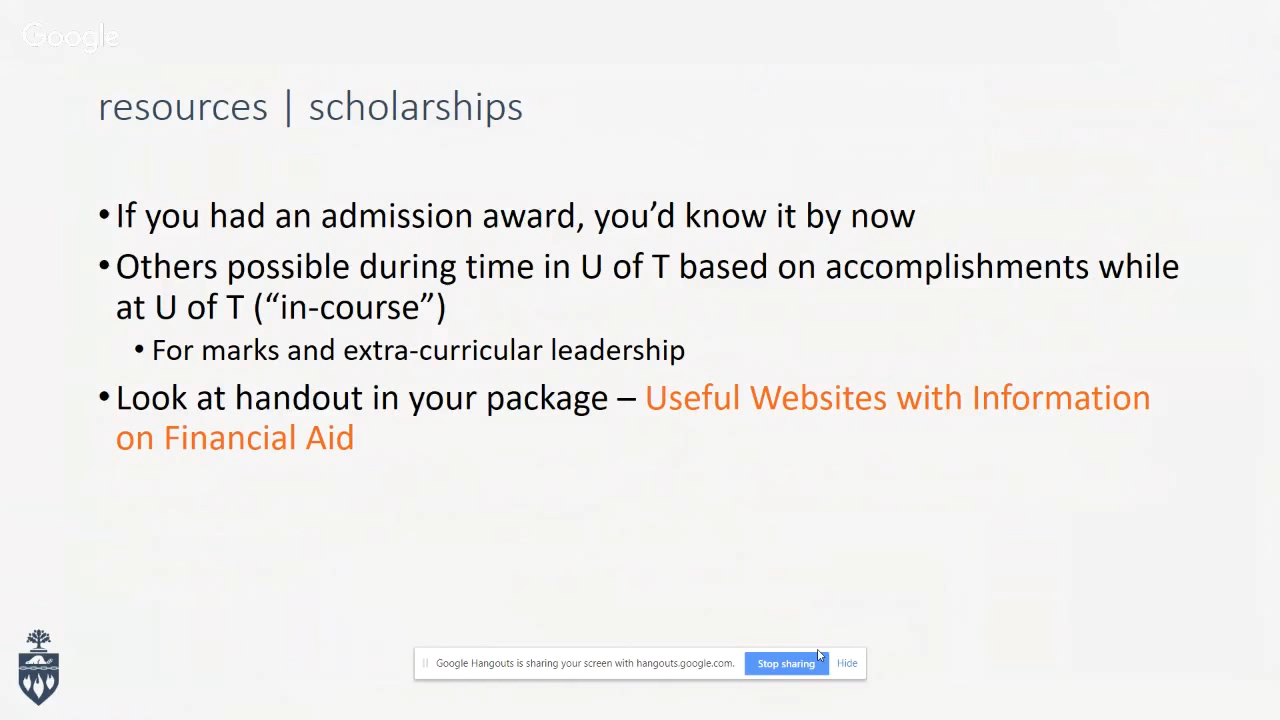 Google
resources | scholarships
•If you had an admission award, you’d know it by now
•Others possible during time in U of T based on accomplishments while
at U of T (“in-course”)
•For marks and extra-curricular leadership
•Look at handout in your package – Useful Websites with Information
on Financial Aid
Google Hangouts is sharing your screen with hangouts.google.com. Stop sharing Hide